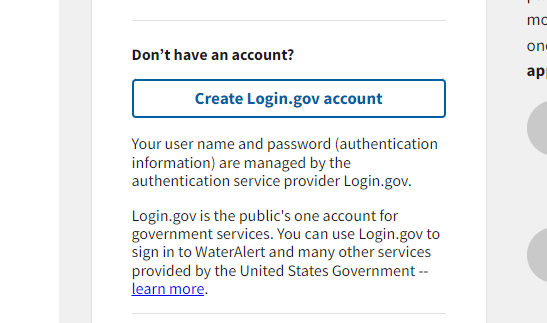 mo
one
Don’t have an account?
app
Create Login.gov account
Your user name and password (authentication
information) are managed by the
authentication service provider Login.gov.
Login.gov is the public's one account for
government services. You can use Login.gov to
sign in to WaterAlert and many other services
provided by the United States Government --
learn more.